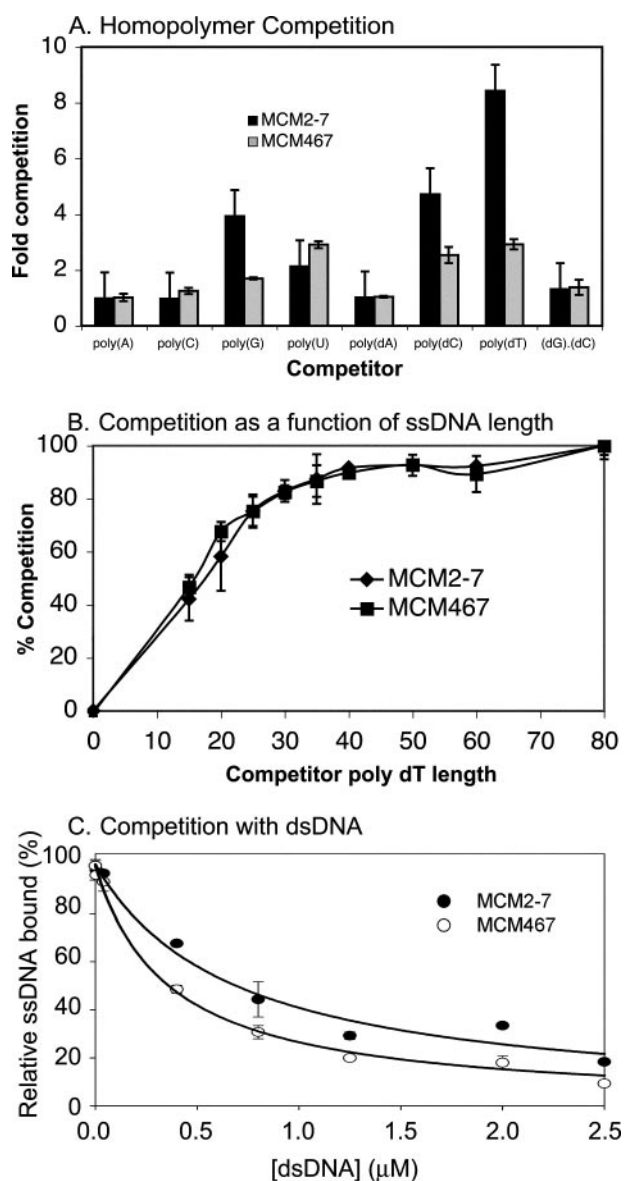 A. Homopolymer Competition
10
8
6
4
2
0
Fold competition
MCM2-7
MCM467
poly(A) poly(C) poly(G) poly(U) poly(dA) poly(dC) poly(dT) (dG).(dC)
Competitor
B. Competition as a function of ssDNA length
100
80
60
40
20
0
% Competition
MCM2-7
MCM467
0 10 20 30 40 50 60 70 80
Competitor poly dT length
C. Competition with dsDNA
100
80
60
40
20
0
Relative ssDNA bound (%)
MCM2-7
MCM467
0.0 0.5 1.0 1.5 2.0 2.5
[dsDNA] (μM)